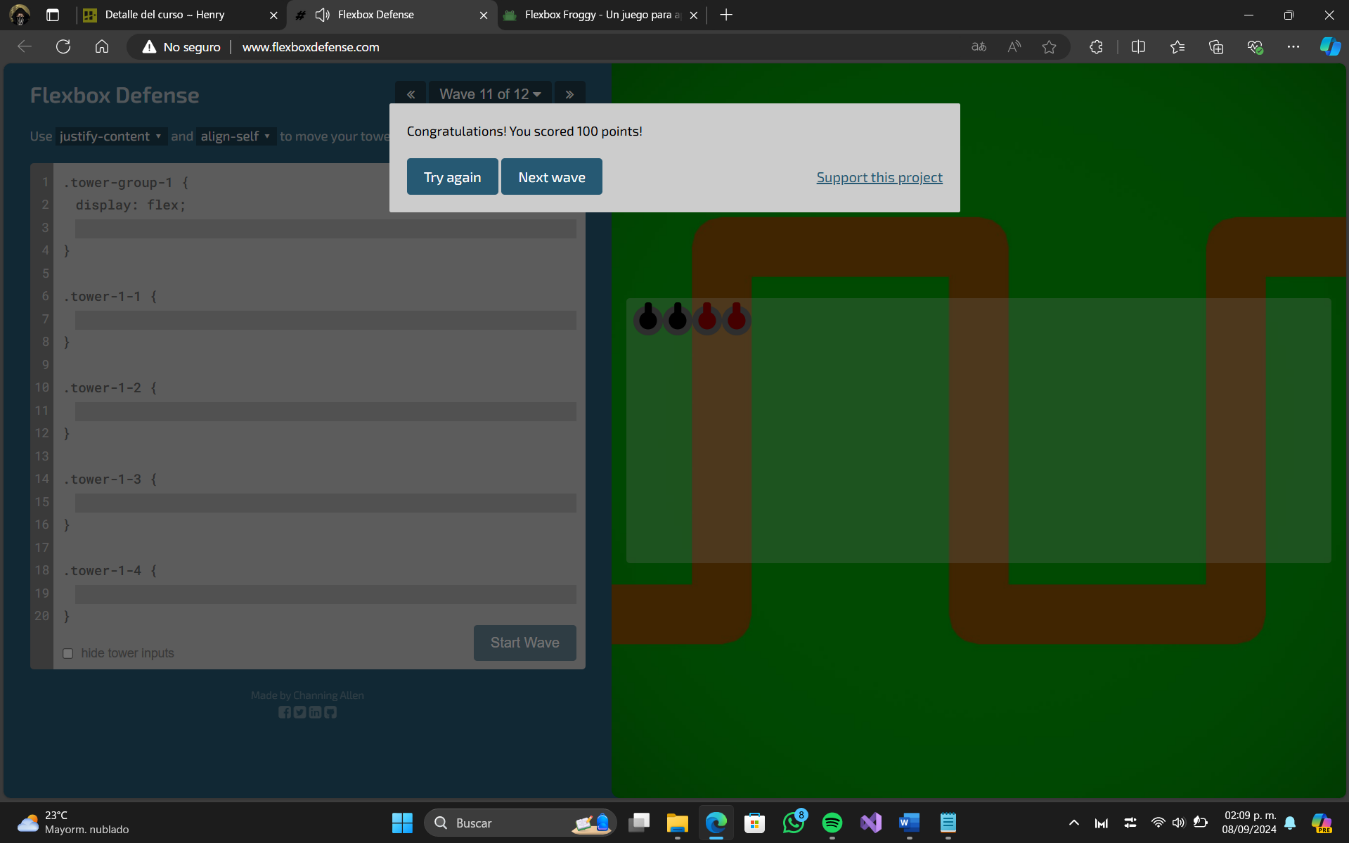 Detalle del curso – Henry
Flexbox Defense
Flexbox Froggy - Un juego para a
No seguro
www.flexboxdefense.com
Flexbox Defense
« Wave 11 of 12 »
Use justify-content and align-self to move your towe
Congratulations! You scored 100 points!
Try again
Next wave
Support this project
1 .tower-group-1 {
2 display: flex;
3
4 }
5
6 .tower-1-1 {
7
8 }
9
10 .tower-1-2 {
11
12 }
13
14 .tower-1-3 {
15
16 }
17
18 .tower-1-4 {
19
20 }
hide tower inputs
Start Wave
Made by Channing Allen
23°C
Mayorm. nublado
Buscar
8
W
02:09 p. m.
08/09/2024
PRE